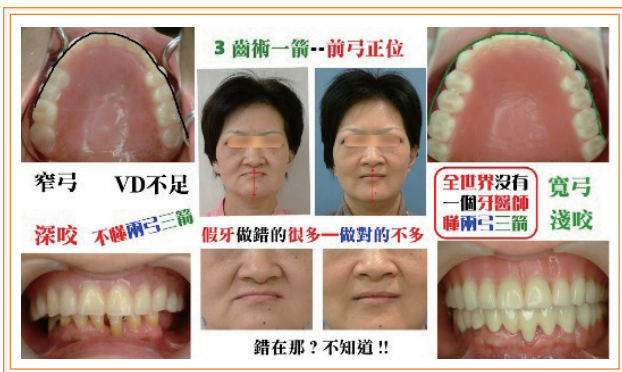 3 齒術一箭--前弓正位
窄弓
VD不足
深咬
不懂兩弓三箭
假牙做錯的很多—做對的不多
錯在那？不知道!!
全世界沒有
一個牙醫師
懂兩弓三箭
寬弓
淺咬